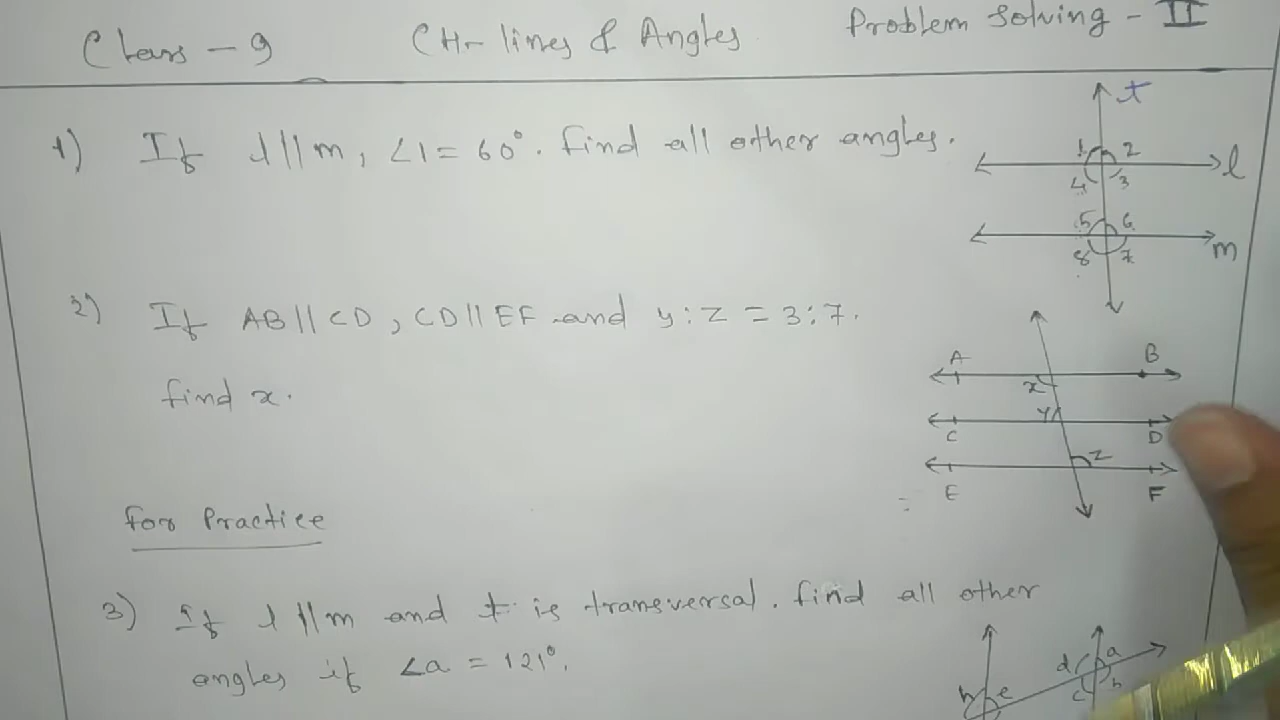 Class - 9 CH- lines & Angles Problem Solving - II
1) If l || m, ∠1 = 60°. find all other angles.
t
1 2
l
4 3
5 6
m
8 7
2) If AB || CD, CD || EF and y : z = 3 : 7.
find x.
A B
x
y
C D
z
E F
For Practice
3) If l || m and t is transversal. find all other
angles if ∠a = 121°.
d a
c b
h e